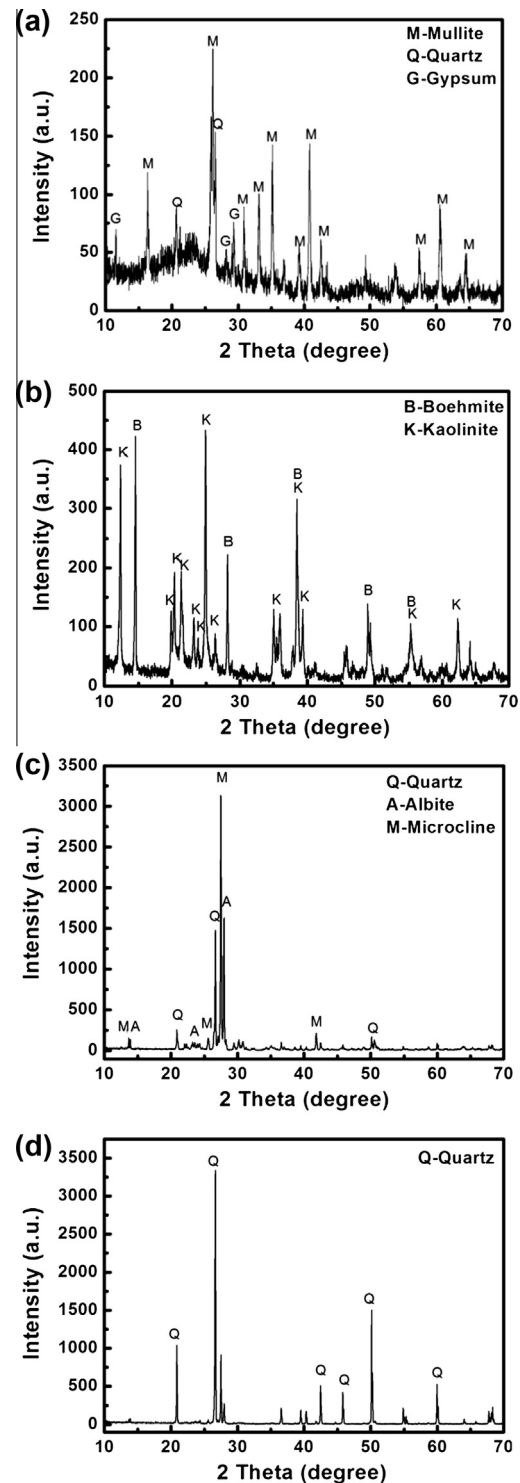 (a)
M-Mullite
Q-Quartz
G-Gypsum
250
200
150
100
50
0
Intensity (a.u.)
G
M
Q
M
Q
G
G
M
M
M
M
M
M
M
M
M
10 20 30 40 50 60 70
2 Theta (degree)
(b)
B-Boehmite
K-Kaolinite
500
400
300
200
100
0
Intensity (a.u.)
K
B
K
K
K
K
K
K
K
B
K
B
K
K
B
B
K
K
10 20 30 40 50 60 70
2 Theta (degree)
(c)
Q-Quartz
A-Albite
M-Microcline
3500
3000
2500
2000
1500
1000
500
0
Intensity (a.u.)
M A
Q
A
M
Q
M
A
M
Q
10 20 30 40 50 60 70
2 Theta (degree)
(d)
Q-Quartz
3500
3000
2500
2000
1500
1000
500
0
Intensity (a.u.)
Q
Q
Q
Q
Q
Q
10 20 30 40 50 60 70
2 Theta (degree)